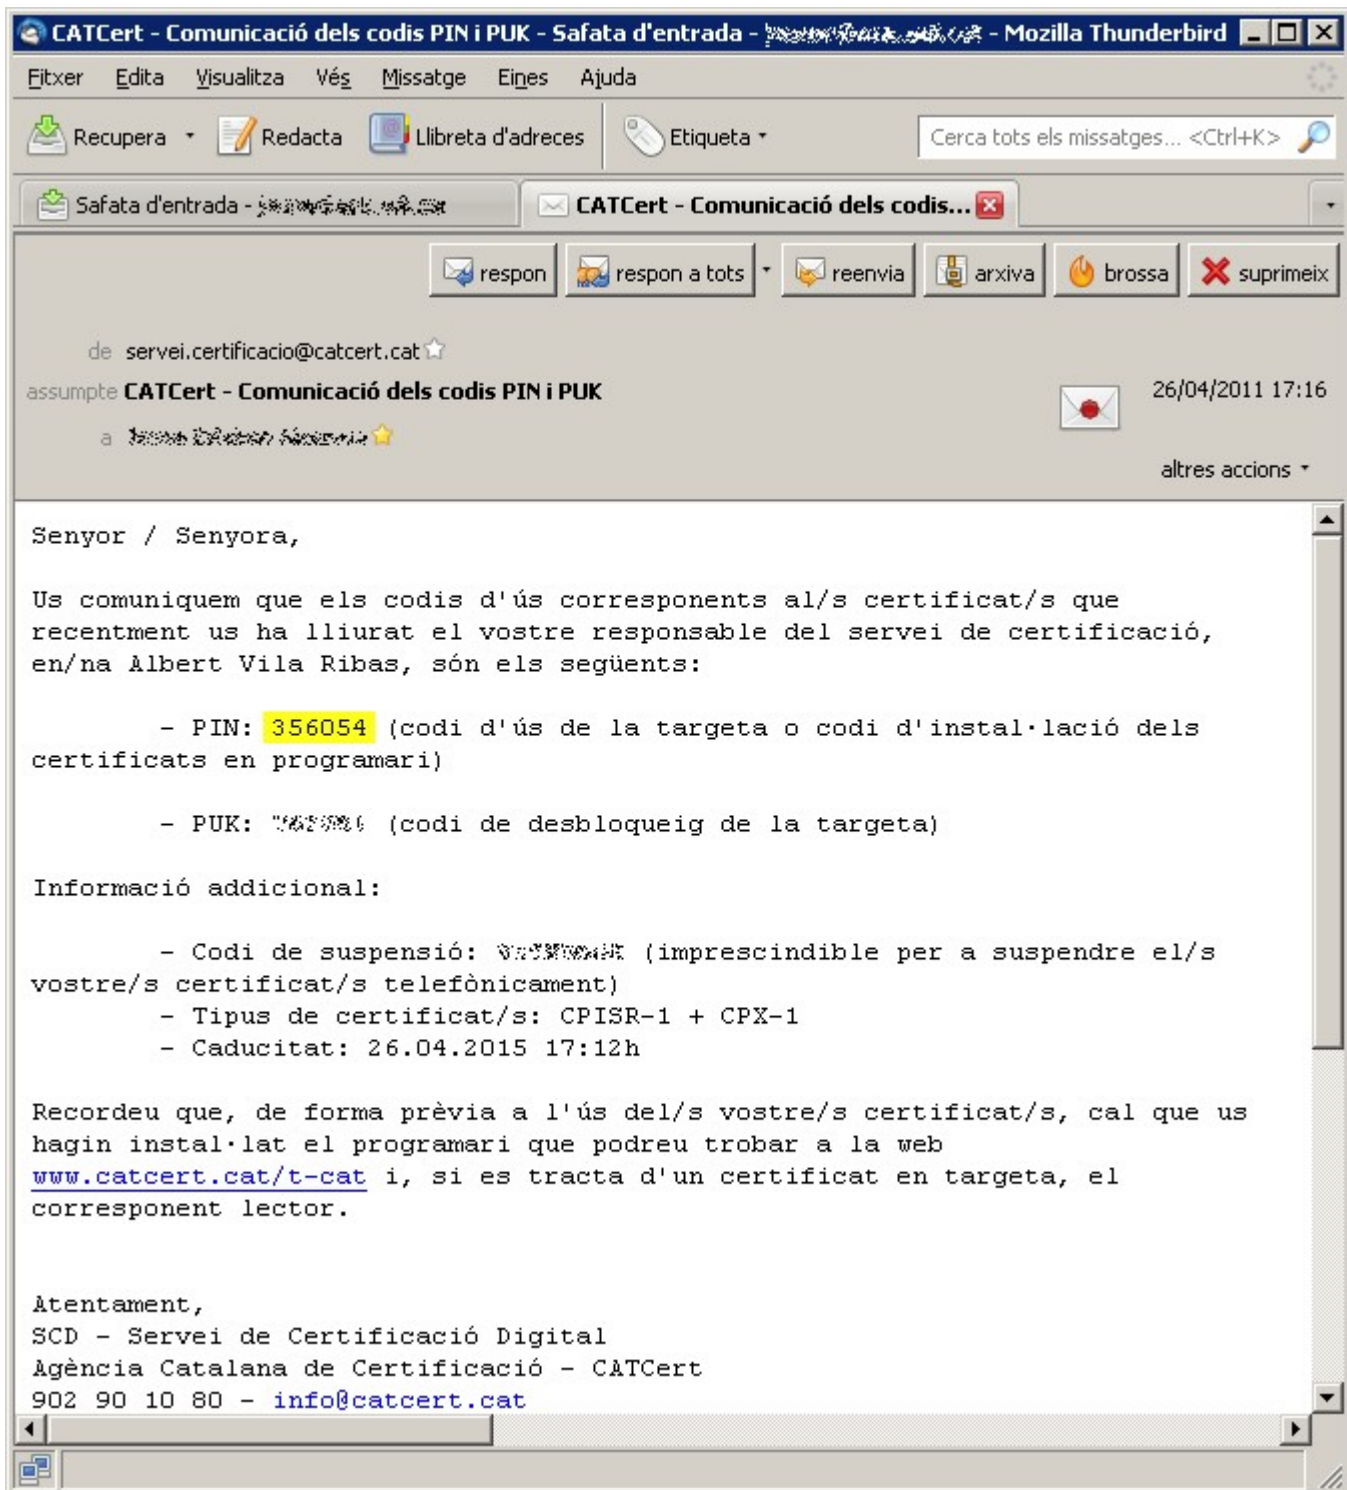 CATCert - Comunicació dels codis PIN i PUK - Safata d'entrada - - Mozilla Thunderbird
Fitxer Edita Visualitza Vés Missatge Eines Ajuda
Recupera Redacta Llibreta d'adreces Etiqueta Cerca tots els missatges... <Ctrl+K>
Safata d'entrada - CATCert - Comunicació dels codis...
respon respon a tots reenvia arxiva brossa suprimeix
de servei.certificacio@catcert.cat
assumpte CATCert - Comunicació dels codis PIN i PUK 26/04/2011 17:16
a
altres accions
Senyor / Senyora,
Us comuniquem que els codis d'ús corresponents al/s certificat/s que
recentment us ha lliurat el vostre responsable del servei de certificació,
en/na Albert Vila Ribas, són els següents:
- PIN: 356054 (codi d'ús de la targeta o codi d'instal·lació dels
certificats en programari)
- PUK: (codi de desbloqueig de la targeta)
Informació addicional:
- Codi de suspensió: (imprescindible per a suspendre el/s
vostre/s certificat/s telefònicament)
- Tipus de certificat/s: CPISR-1 + CPX-1
- Caducitat: 26.04.2015 17:12h
Recordeu que, de forma prèvia a l'ús del/s vostre/s certificat/s, cal que us
hagin instal·lat el programari que podreu trobar a la web
www.catcert.cat/t-cat i, si es tracta d'un certificat en targeta, el
corresponent lector.
Atentament,
SCD - Servei de Certificació Digital
Agència Catalana de Certificació - CATCert
902 90 10 80 - info@catcert.cat